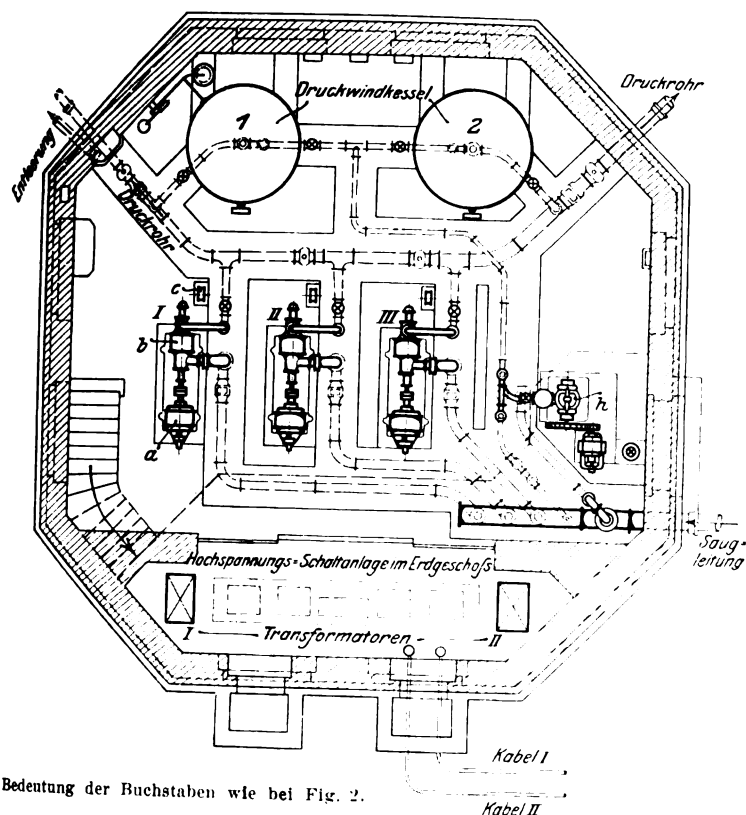 Druckrohr
Druckwindkessel
1
2
Entleerung
Druckrohr
c
I
II
III
b
h
a
Saug=
leitung
Hochspannungs=Schaltanlage im Erdgeschoß
I Transformatoren II
Kabel I
Kabel II
Bedeutung der Buchstaben wie bei Fig. 2.